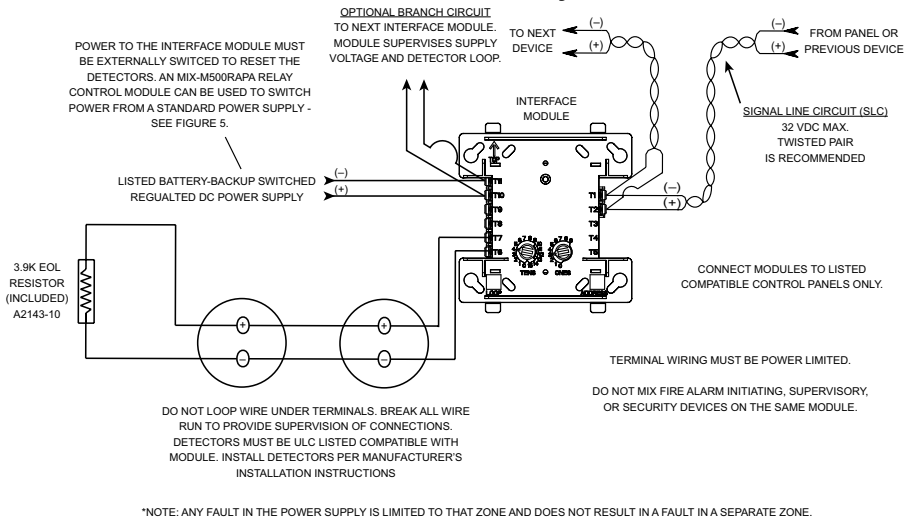 OPTIONAL BRANCH CIRCUIT
TO NEXT INTERFACE MODULE.
MODULE SUPERVISES SUPPLY
VOLTAGE AND DETECTOR LOOP.
TO NEXT
DEVICE
(–)
(+)
(–)
(+)
FROM PANEL OR
PREVIOUS DEVICE
POWER TO THE INTERFACE MODULE MUST
BE EXTERNALLY SWITCED TO RESET THE
DETECTORS. AN MIX-M500RAPA RELAY
CONTROL MODULE CAN BE USED TO SWITCH
POWER FROM A STANDARD POWER SUPPLY -
SEE FIGURE 5.
INTERFACE
MODULE
SIGNAL LINE CIRCUIT (SLC)
32 VDC MAX.
TWISTED PAIR
IS RECOMMENDED
LISTED BATTERY-BACKUP SWITCHED
REGUALTED DC POWER SUPPLY
(–)
(+)
TOP
T11
T10
T9
T8
T7
T6
T1
T2
T3
T4
T5
(–)
(+)
TENS
ONES
LOOP
ADDRESS
3.9K EOL
RESISTOR
(INCLUDED)
A2143-10
+
+
–
–
CONNECT MODULES TO LISTED
COMPATIBLE CONTROL PANELS ONLY.
TERMINAL WIRING MUST BE POWER LIMITED.
DO NOT MIX FIRE ALARM INITIATING, SUPERVISORY,
OR SECURITY DEVICES ON THE SAME MODULE.
DO NOT LOOP WIRE UNDER TERMINALS. BREAK ALL WIRE
RUN TO PROVIDE SUPERVISION OF CONNECTIONS.
DETECTORS MUST BE ULC LISTED COMPATIBLE WITH
MODULE. INSTALL DETECTORS PER MANUFACTURER'S
INSTALLATION INSTRUCTIONS
*NOTE: ANY FAULT IN THE POWER SUPPLY IS LIMITED TO THAT ZONE AND DOES NOT RESULT IN A FAULT IN A SEPARATE ZONE.